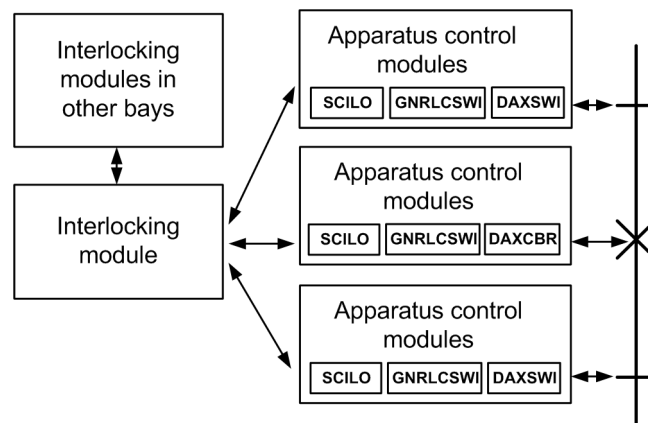 Interlocking
modules in
other bays
Interlocking
module
Apparatus control
modules
SCILO GNRLCSWI DAXSWI
Apparatus control
modules
SCILO GNRLCSWI DAXCBR
Apparatus control
modules
SCILO GNRLCSWI DAXSWI